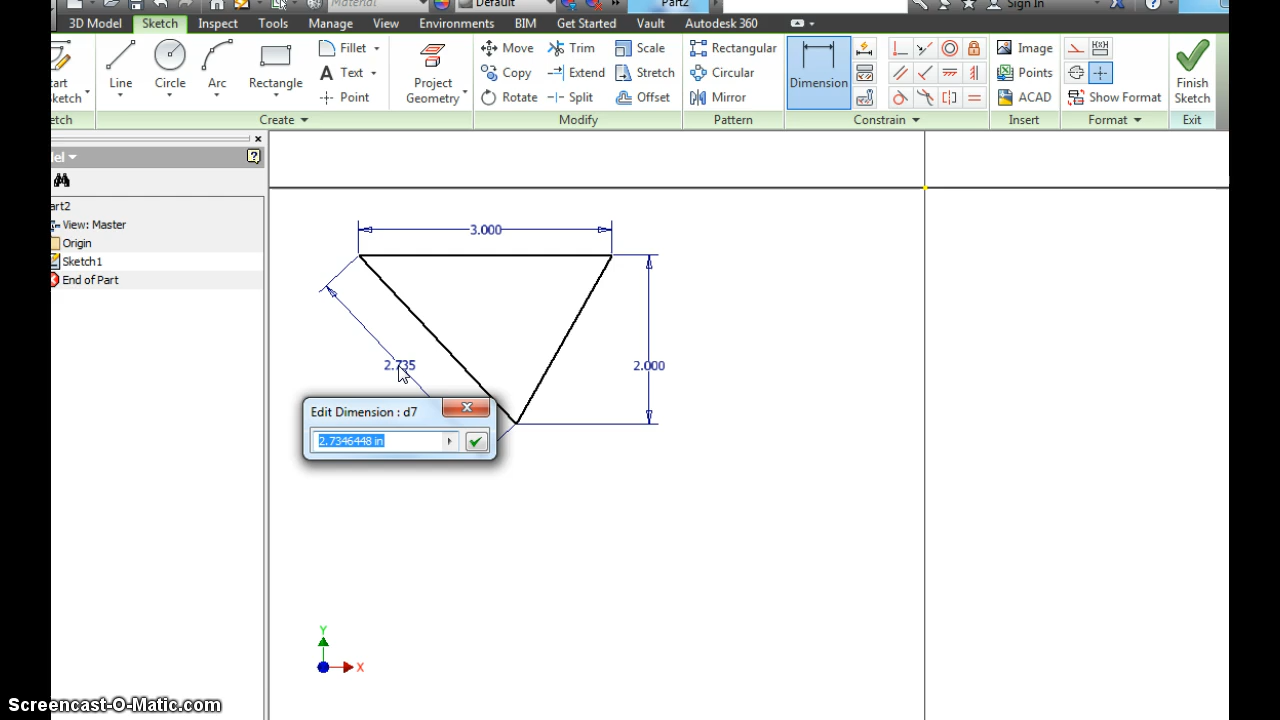 Material
Default
Part2
Sign In
3D Model Sketch Inspect Tools Manage View Environments BIM Get Started Vault Autodesk 360
Line Circle Arc Rectangle
Fillet
Text
Point
Project
Geometry
Move Trim Scale
Copy Extend Stretch
Rotate Split Offset
Rectangular
Circular
Mirror
Dimension
Image
Points
ACAD
Show Format
Finish
Sketch
Create Modify Pattern Constrain Insert Format Exit
View: Master
Origin
Sketch1
End of Part
3.000
2.735
2.000
Edit Dimension : d7
2.7346448 in
Y
X
Screencast-O-Matic.com